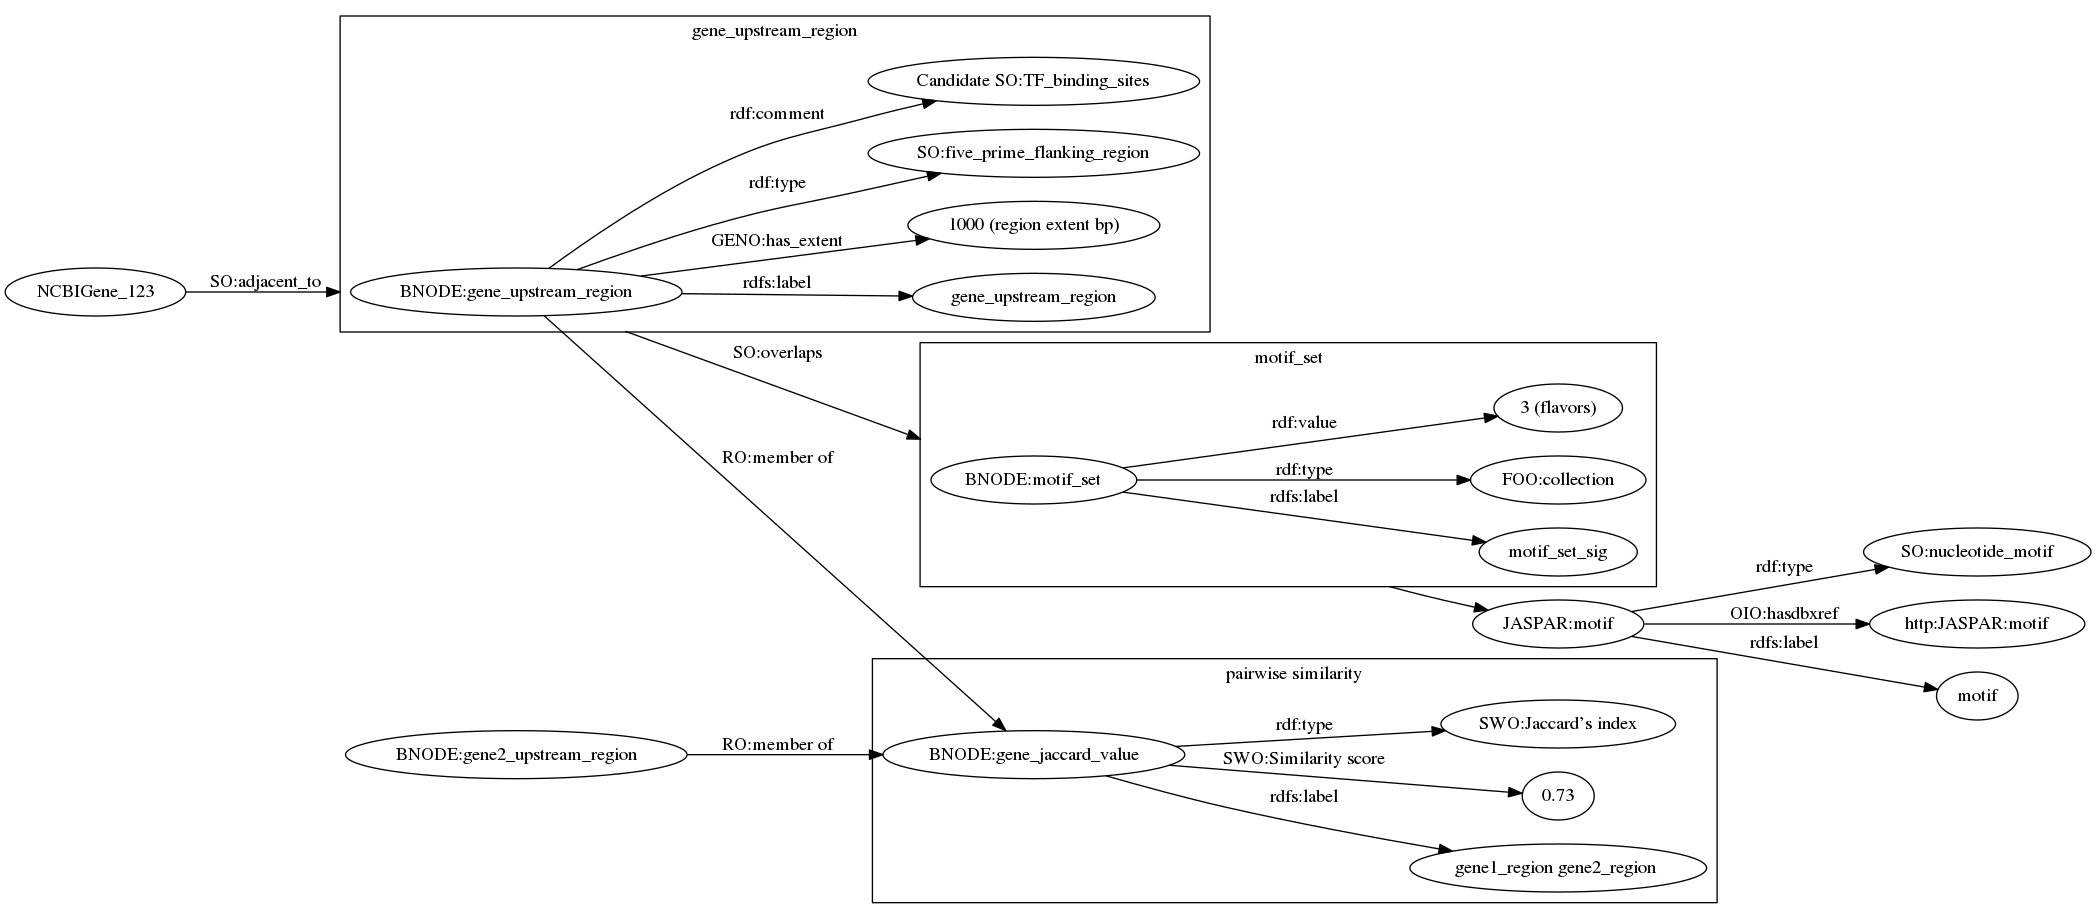 gene_upstream_region
Candidate SO:TF_binding_sites
rdf:comment
SO:five_prime_flanking_region
rdf:type
1000 (region extent bp)
GENO:has_extent
NCBIGene_123
SO:adjacent_to
BNODE:gene_upstream_region
rdfs:label
gene_upstream_region
SO:overlaps
motif_set
3 (flavors)
rdf:value
RO:member of
BNODE:motif_set
rdf:type
FOO:collection
rdfs:label
motif_set_sig
SO:nucleotide_motif
rdf:type
JASPAR:motif
OIO:hasdbxref
http:JASPAR:motif
rdfs:label
motif
pairwise similarity
rdf:type
SWO:Jaccard's index
BNODE:gene2_upstream_region
RO:member of
BNODE:gene_jaccard_value
SWO:Similarity score
0.73
rdfs:label
gene1_region gene2_region